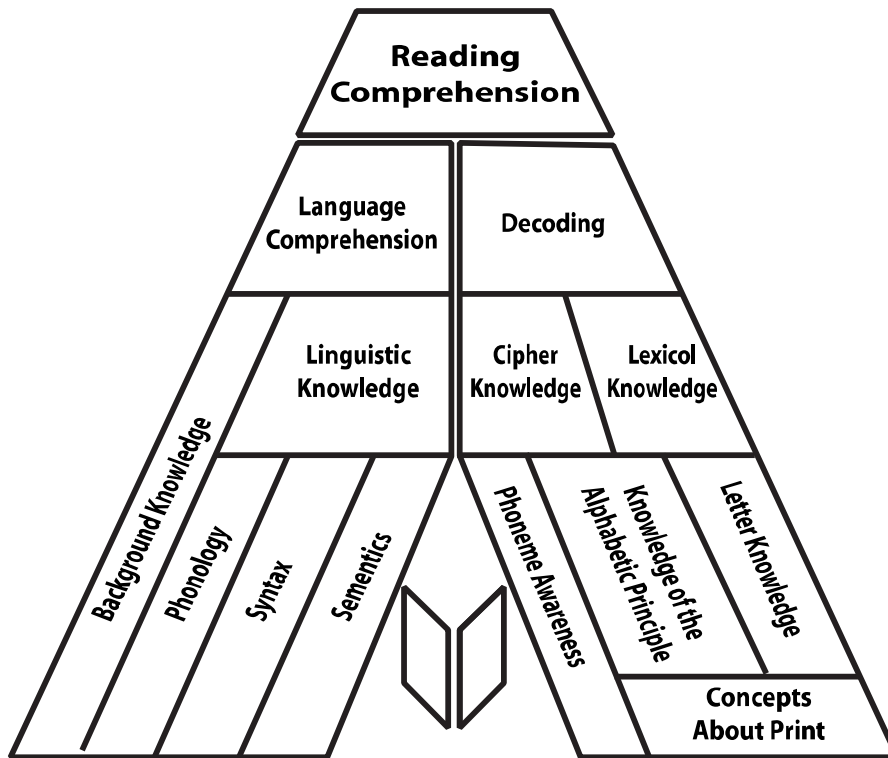 Reading
Comprehension
Language
Comprehension
Decoding
Linguistic
Knowledge
Cipher
Knowledge
Lexicol
Knowledge
Background Knowledge
Phonology
Syntax
Sementics
Phoneme Awareness
Knowledge of the
Alphabetic Principle
Letter Knowledge
Concepts
About Print